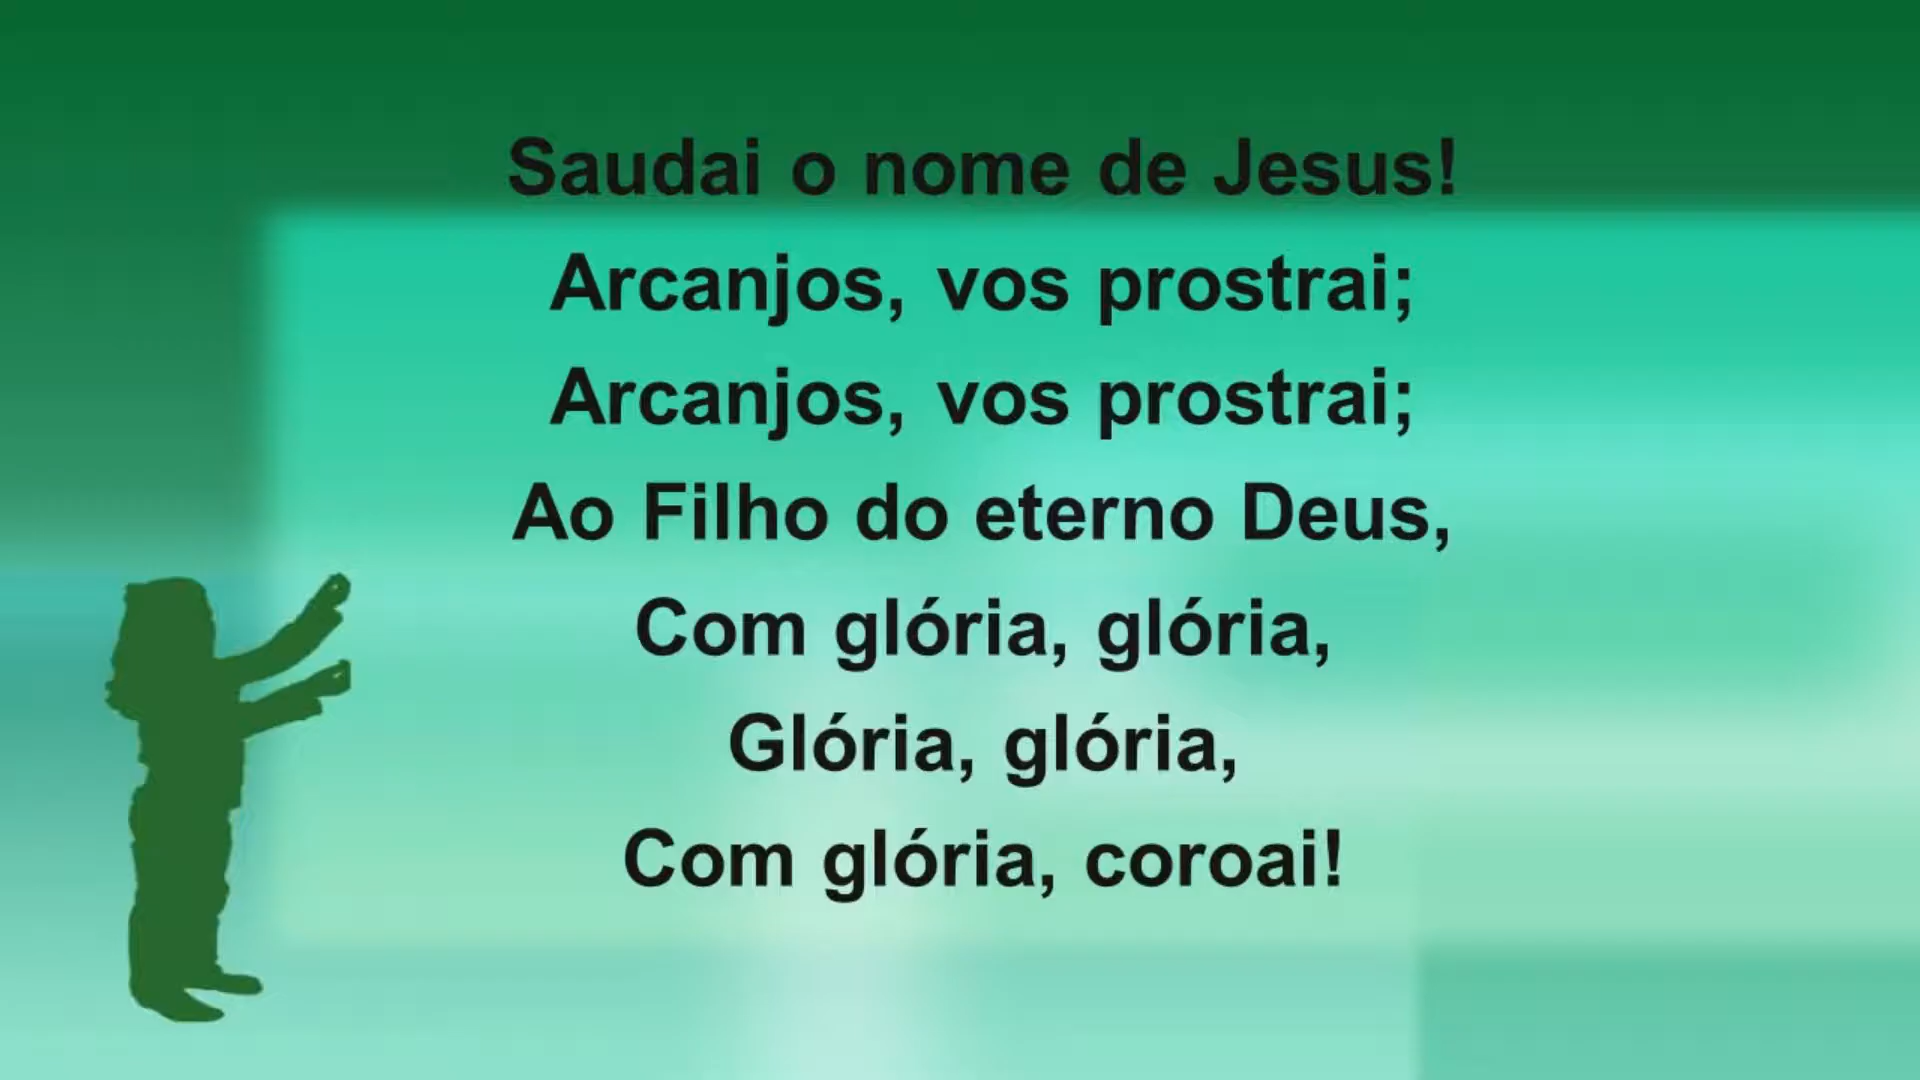 Saudai o nome de Jesus!
Arcanjos, vos prostrai;
Arcanjos, vos prostrai;
Ao Filho do eterno Deus,
Com glória, glória,
Glória, glória,
Com glória, coroai!